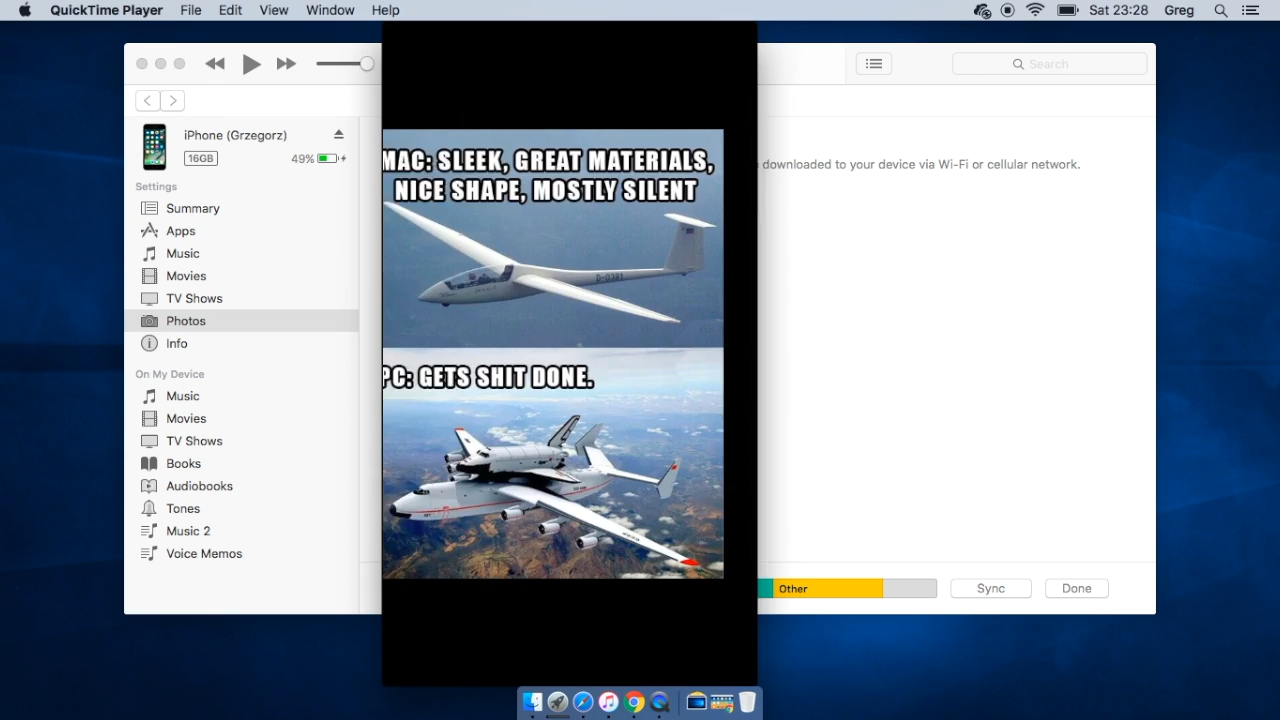 QuickTime Player File Edit View Window Help Sat 23:28 Greg
Search
iPhone (Grzegorz)
16GB 49%
Settings
Summary
Apps
Music
Movies
TV Shows
Photos
Info
On My Device
Music
Movies
TV Shows
Books
Audiobooks
Tones
Music 2
Voice Memos
MAC: SLEEK, GREAT MATERIALS,
NICE SHAPE, MOSTLY SILENT
D-0381
PC: GETS SHIT DONE.
downloaded to your device via Wi-Fi or cellular network.
Other Sync Done